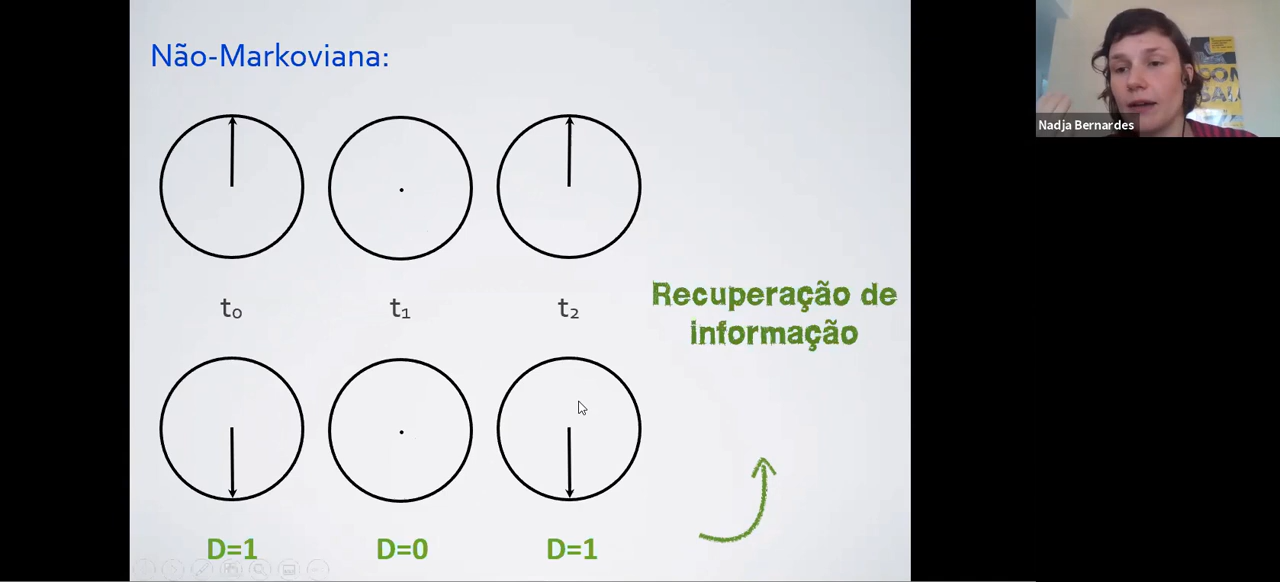 Não-Markoviana:
t₀
t₁
t₂
Recuperação de
informação
D=1
D=0
D=1
Nadja Bernardes